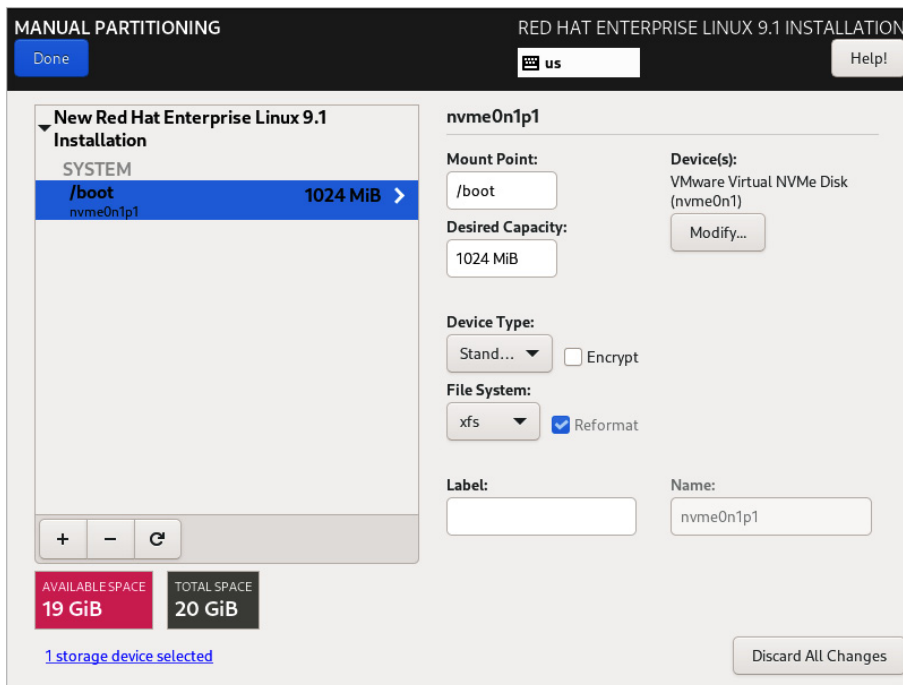 MANUAL PARTITIONING
RED HAT ENTERPRISE LINUX 9.1 INSTALLATION
Done
us
Help!
New Red Hat Enterprise Linux 9.1
Installation
SYSTEM
/boot
1024 MiB
nvme0n1p1
nvme0n1p1
Mount Point:
/boot
Device(s):
VMware Virtual NVMe Disk
(nvme0n1)
Modify...
Desired Capacity:
1024 MiB
Device Type:
Stand...
Encrypt
File System:
xfs
Reformat
Label:
Name:
nvme0n1p1
+
−
AVAILABLE SPACE
19 GiB
TOTAL SPACE
20 GiB
1 storage device selected
Discard All Changes